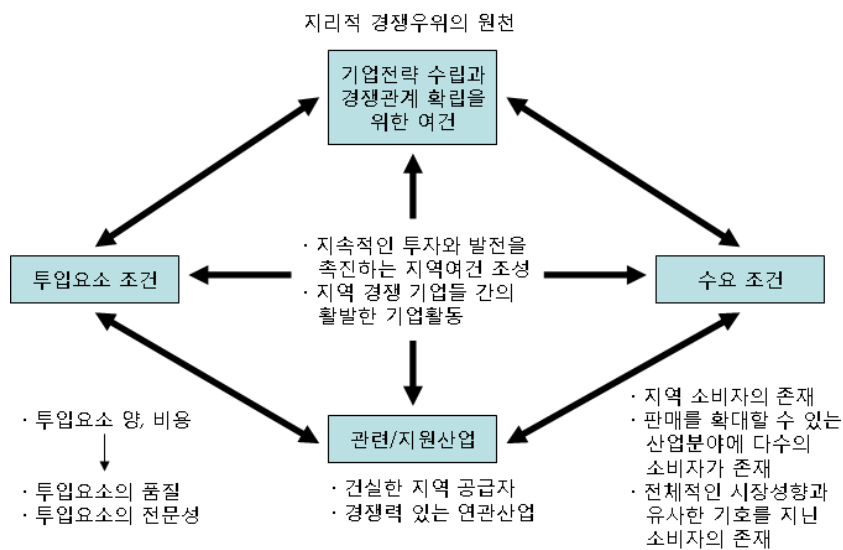 지리적 경쟁우위의 원천
기업전략 수립과
경쟁관계 확립을
위한 여건
· 지속적인 투자와 발전을
촉진하는 지역여건 조성
· 지역 경쟁 기업들 간의
활발한 기업활동
투입요소 조건
수요 조건
· 투입요소 양, 비용
· 투입요소의 품질
· 투입요소의 전문성
관련/지원산업
· 건실한 지역 공급자
· 경쟁력 있는 연관산업
· 지역 소비자의 존재
· 판매를 확대할 수 있는
산업분야에 다수의
소비자가 존재
· 전체적인 시장성향과
유사한 기호를 지닌
소비자의 존재